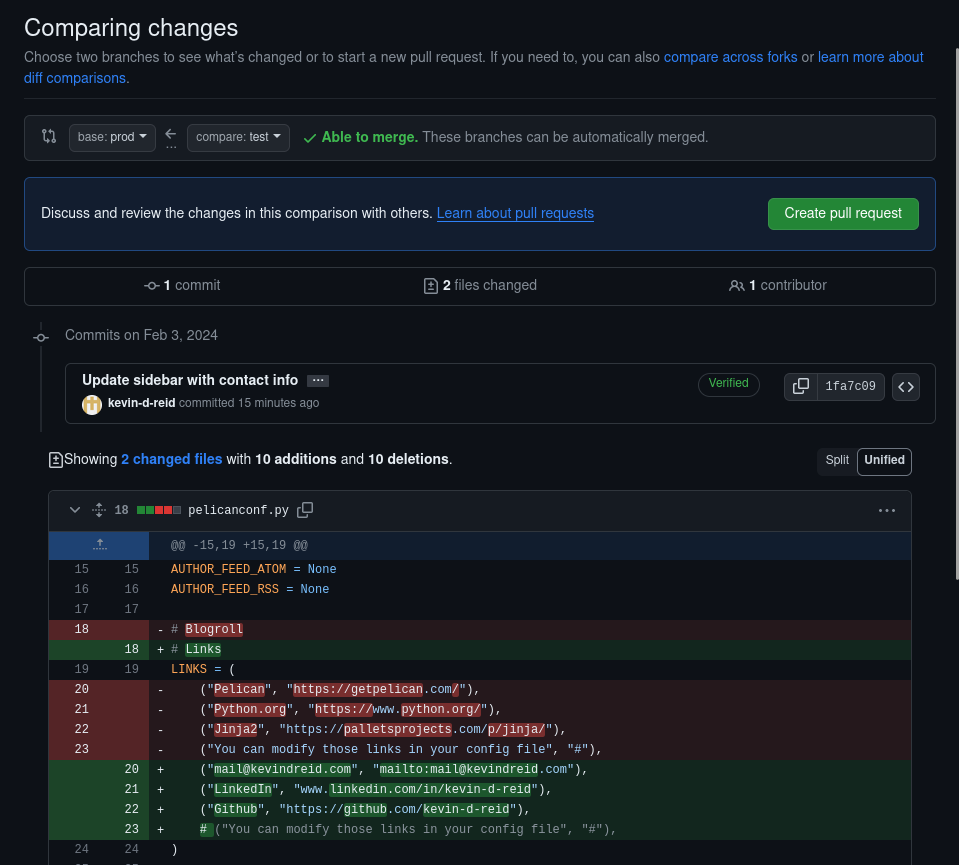 Comparing changes
Choose two branches to see what's changed or to start a new pull request. If you need to, you can also compare across forks or learn more about
diff comparisons.
base: prod ... compare: test Able to merge. These branches can be automatically merged.
Discuss and review the changes in this comparison with others. Learn about pull requests Create pull request
1 commit 2 files changed 1 contributor
Commits on Feb 3, 2024
Update sidebar with contact info ...
kevin-d-reid committed 15 minutes ago Verified 1fa7c09
Showing 2 changed files with 10 additions and 10 deletions. Split Unified
18 pelicanconf.py
@@ -15,19 +15,19 @@
15 15 AUTHOR_FEED_ATOM = None
16 16 AUTHOR_FEED_RSS = None
17 17
18 - # Blogroll
18 + # Links
19 19 LINKS = (
20 - ("Pelican", "https://getpelican.com/"),
21 - ("Python.org", "https://www.python.org/"),
22 - ("Jinja2", "https://palletsprojects.com/p/jinja/"),
23 - ("You can modify those links in your config file", "#"),
20 + ("mail@kevindreid.com", "mailto:mail@kevindreid.com"),
21 + ("LinkedIn", "www.linkedin.com/in/kevin-d-reid"),
22 + ("Github", "https://github.com/kevin-d-reid"),
23 + # ("You can modify those links in your config file", "#"),
24 24 )